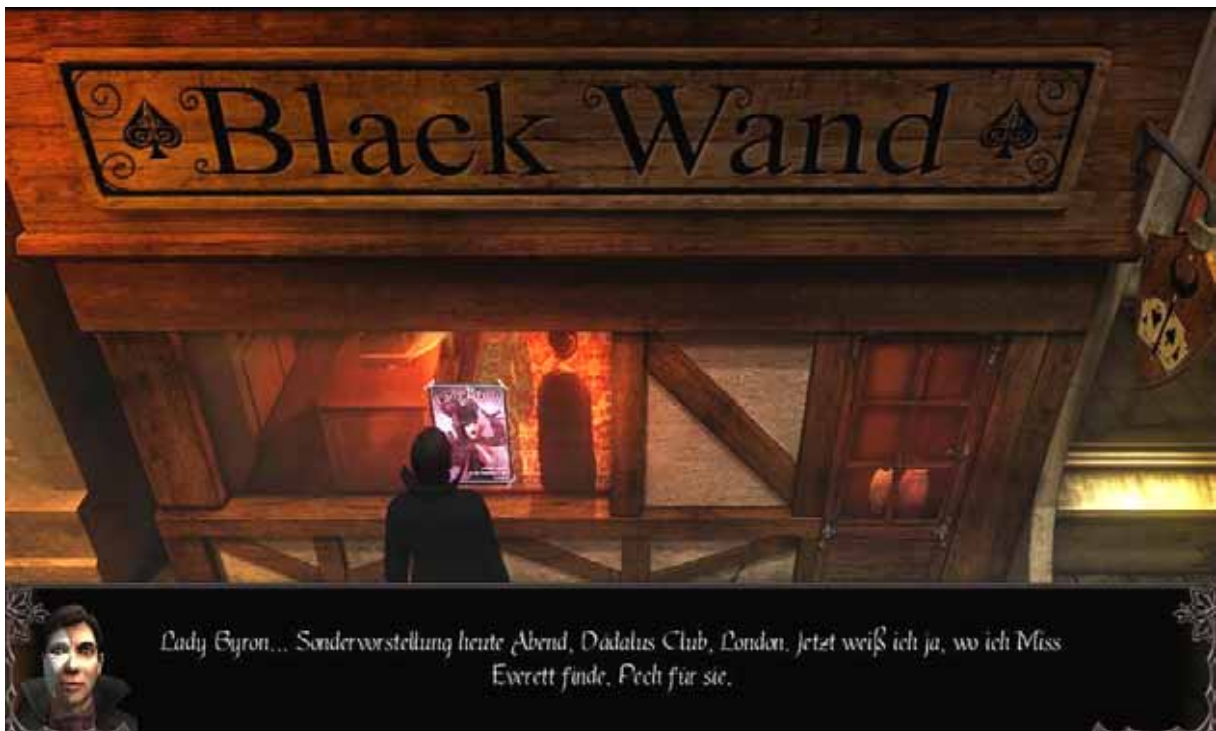 Black Wand
Lady Byron... Sondervorstellung heute Abend, Dädalus Club, London. Jetzt weiß ich ja, wo ich Miss
Everett finde. Pech für sie.